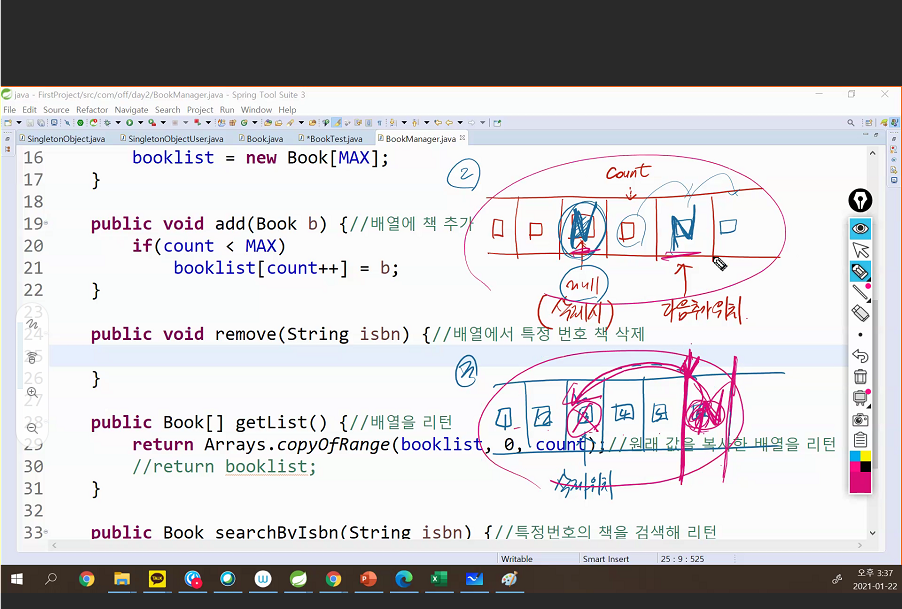 java - FirstProject/src/com/off/day2/BookManager.java - Spring Tool Suite 3
File Edit Source Refactor Navigate Search Project Run Window Help
SingletonObject.java SingletonObjectUser.java Book.java *BookTest.java BookManager.java
16 booklist = new Book[MAX];
17 }
18
19 public void add(Book b) {//배열에 책 추가
20 if(count < MAX)
21 booklist[count++] = b;
22 }
23
24 public void remove(String isbn) {//배열에서 특정 번호 책 삭제
25
26 }
28 public Book[] getList() {//배열을 리턴
29 return Arrays.copyOfRange(booklist, 0, count);//원래 값을 복사한 배열을 리턴
30 //return booklist;
31 }
32
33 public Book searchByIsbn(String isbn) {//특정번호의 책을 검색해 리턴
2
count
N
N
null
(삭제시)
다음추가위치
3
N
삭제위치
Writable Smart Insert 25 : 9 : 525
오후 3:37
2021-01-22